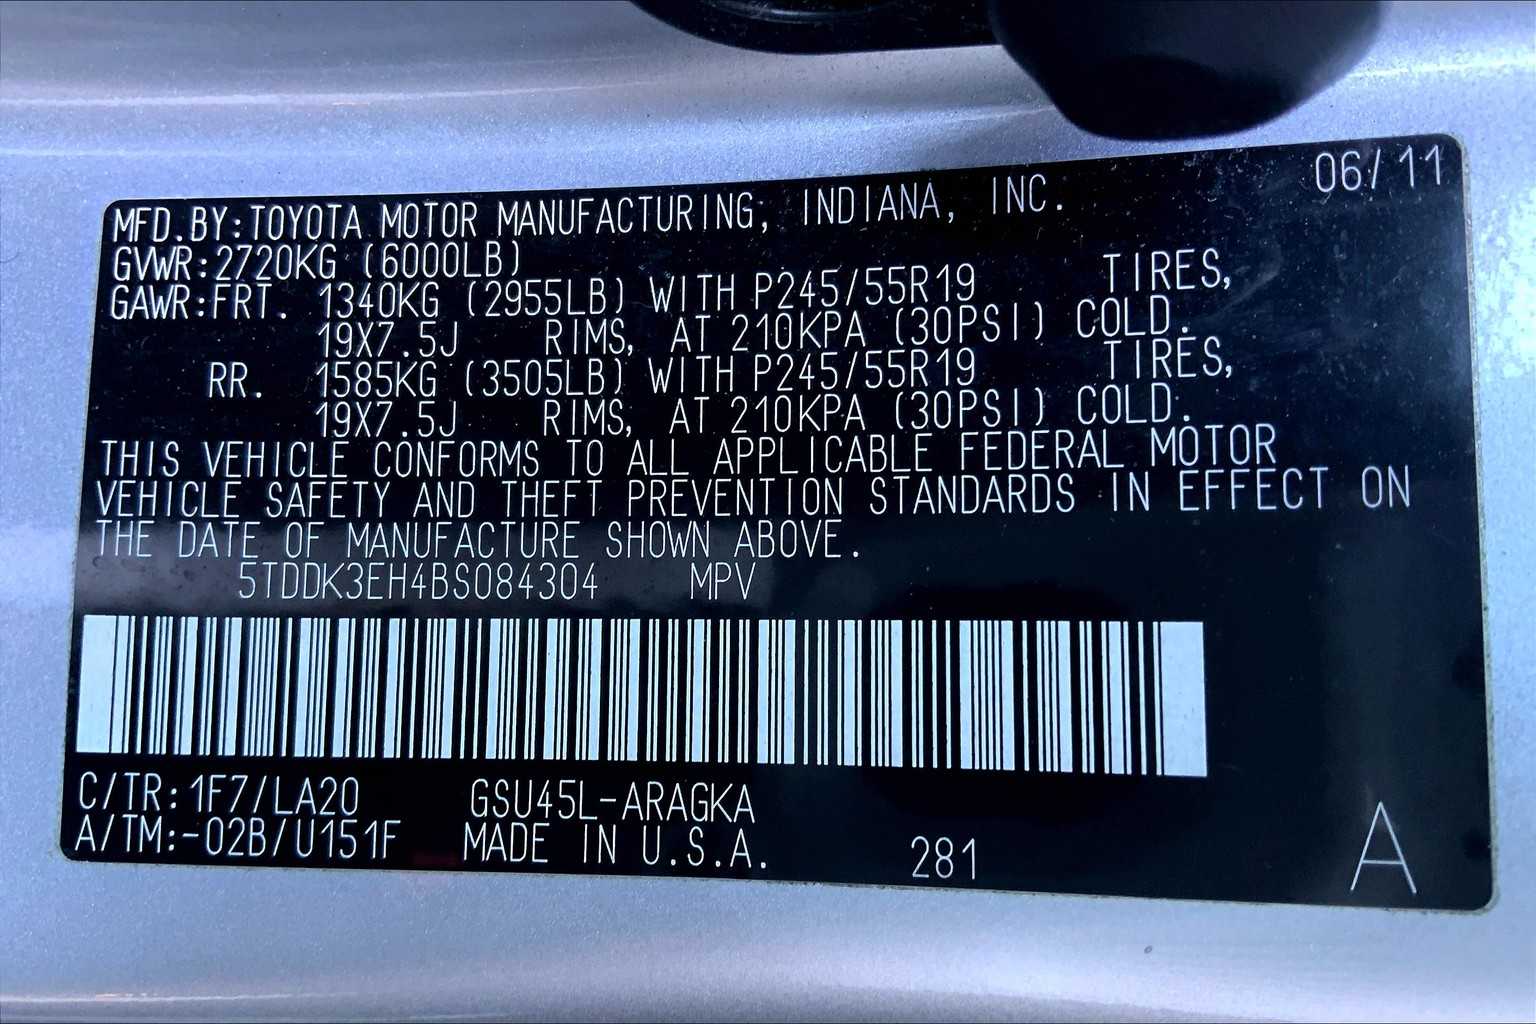 06/11
MFD.BY:TOYOTA MOTOR MANUFACTURING, INDIANA, INC.
GVWR:2720KG (6000LB)
GAWR:FRT. 1340KG (2955LB) WITH P245/55R19 TIRES,
19X7.5J RIMS, AT 210KPA (30PSI) COLD.
RR. 1585KG (3505LB) WITH P245/55R19 TIRES,
19X7.5J RIMS, AT 210KPA (30PSI) COLD.
THIS VEHICLE CONFORMS TO ALL APPLICABLE FEDERAL MOTOR
VEHICLE SAFETY AND THEFT PREVENTION STANDARDS IN EFFECT ON
THE DATE OF MANUFACTURE SHOWN ABOVE.
5TDDK3EH4BS084304 MPV
C/TR:1F7/LA20 GSU45L-ARAGKA
A/TM:-02B/U151F MADE IN U.S.A. 281 A